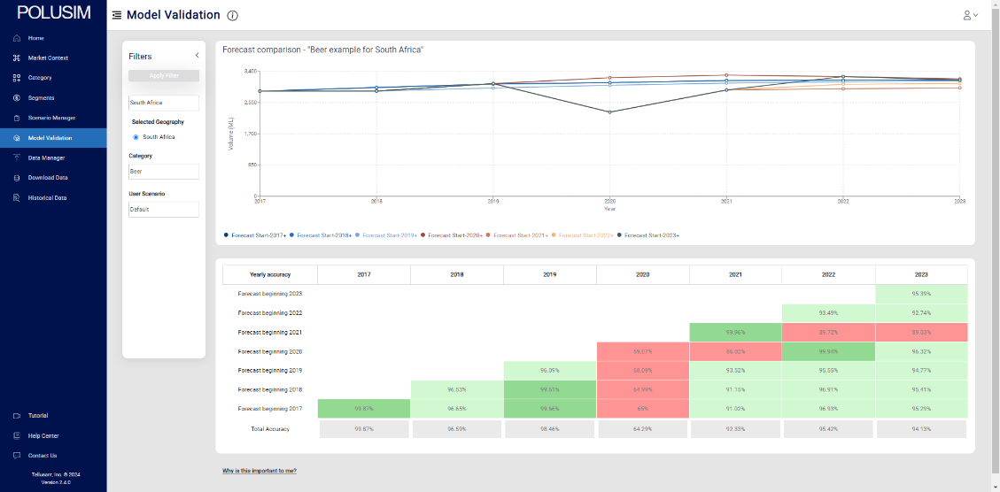 POLUSIM
Model Validation
Home
Market Context
Category
Segments
Scenario Manager
Model Validation
Data Manager
Download Data
Historical Data
Tutorial
Help Center
Contact Us
Tellusant, Inc. © 2024
Version 2.4.0
Filters
Apply Filter
South Africa
Selected Geography
South Africa
Category
Beer
User Scenario
Default
Forecast comparison - "Beer example for South Africa"
Volume (ML)
3,400
2,550
1,700
850
0
2017 2018 2019 2020 2021 2022 2023
Year
Forecast Start-2017+ Forecast Start-2018+ Forecast Start-2019+ Forecast Start-2020+ Forecast Start-2021+ Forecast Start-2022+ Forecast Start-2023+
Yearly accuracy 2017 2018 2019 2020 2021 2022 2023
Forecast beginning 2023 95.39%
Forecast beginning 2022 93.49% 92.74%
Forecast beginning 2021 99.96% 89.72% 89.03%
Forecast beginning 2020 59.07% 86.02% 99.94% 96.32%
Forecast beginning 2019 96.09% 93.52% 95.55% 94.77%
Forecast beginning 2018 96.53% 99.61% 64.99% 91.15% 96.91% 95.41%
Forecast beginning 2017 99.87% 96.65% 99.66% 65% 91.02% 96.93% 95.29%
Total Accuracy 99.87% 96.59% 98.46% 64.29% 92.33% 95.42% 94.13%
Why is this important to me?